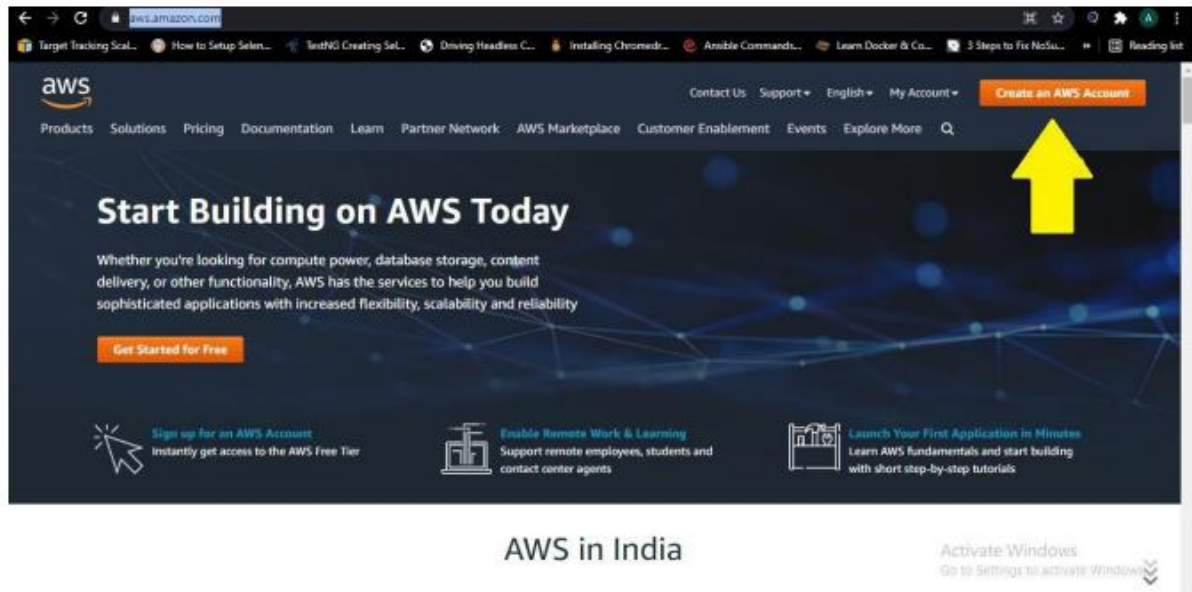 aws.amazon.com
Target Tracking Scal... How to Setup Selen... TestNG Creating Sel... Driving Headless C... Installing Chromedr... Ansible Commands... Learn Docker & Co... 3 Steps to Fix NoSu... » Reading list
aws
Contact Us Support English My Account Create an AWS Account
Products Solutions Pricing Documentation Learn Partner Network AWS Marketplace Customer Enablement Events Explore More
Start Building on AWS Today
Whether you're looking for compute power, database storage, content
delivery, or other functionality, AWS has the services to help you build
sophisticated applications with increased flexibility, scalability and reliability
Get Started for Free
Sign up for an AWS Account
Instantly get access to the AWS Free Tier
Enable Remote Work & Learning
Support remote employees, students and
contact center agents
Launch Your First Application in Minutes
Learn AWS fundamentals and start building
with short step-by-step tutorials
AWS in India
Activate Windows
Go to Settings to activate Windows